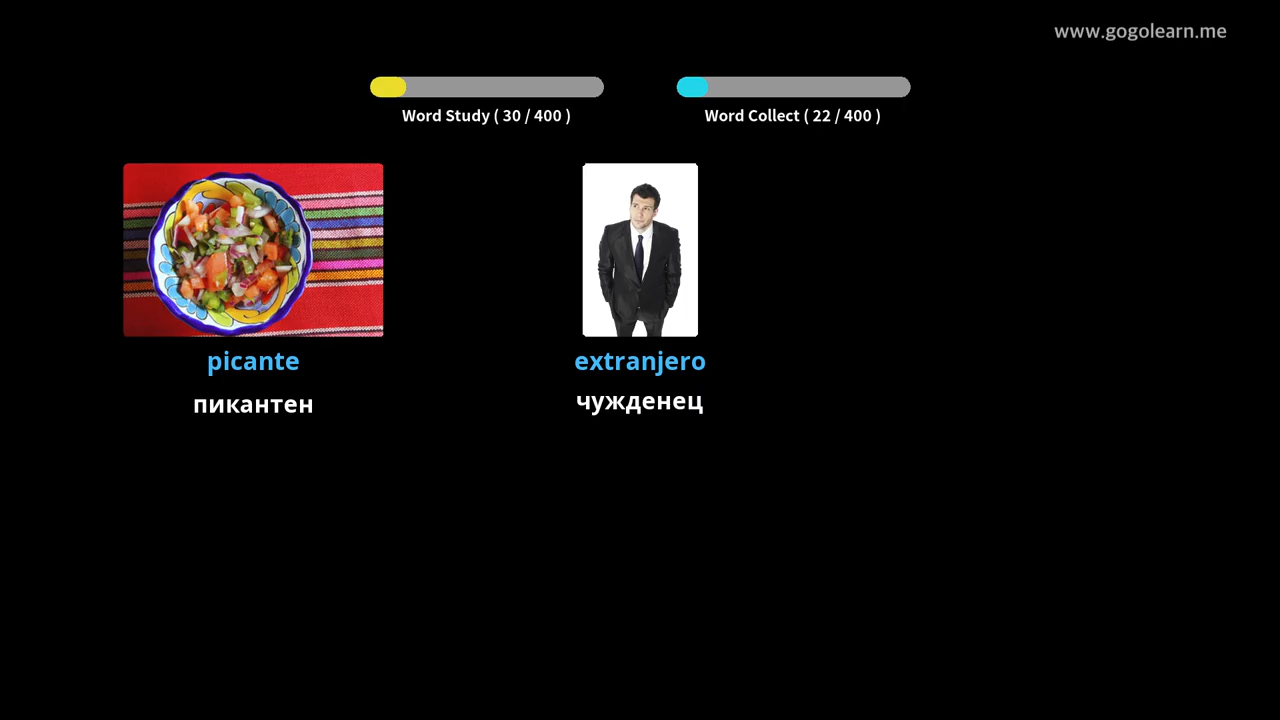 www.gogolearn.me
Word Study ( 30 / 400 )
Word Collect ( 22 / 400 )
picante
extranjero
пикантен
чужденец